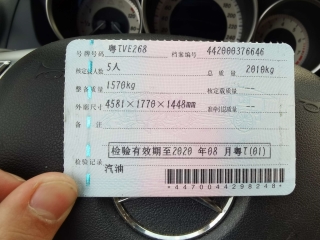 号牌号码 粤TVE268 档案编号 442000376646
核定载人数 5人 总质量 2010kg
整备质量 1570kg 核定载质量 --
外廓尺寸 4581×1770×1448mm 准牵引总质量 --
备注
检验有效期至2020年08月粤T(01)
检验记录
汽油
*4470044298248*